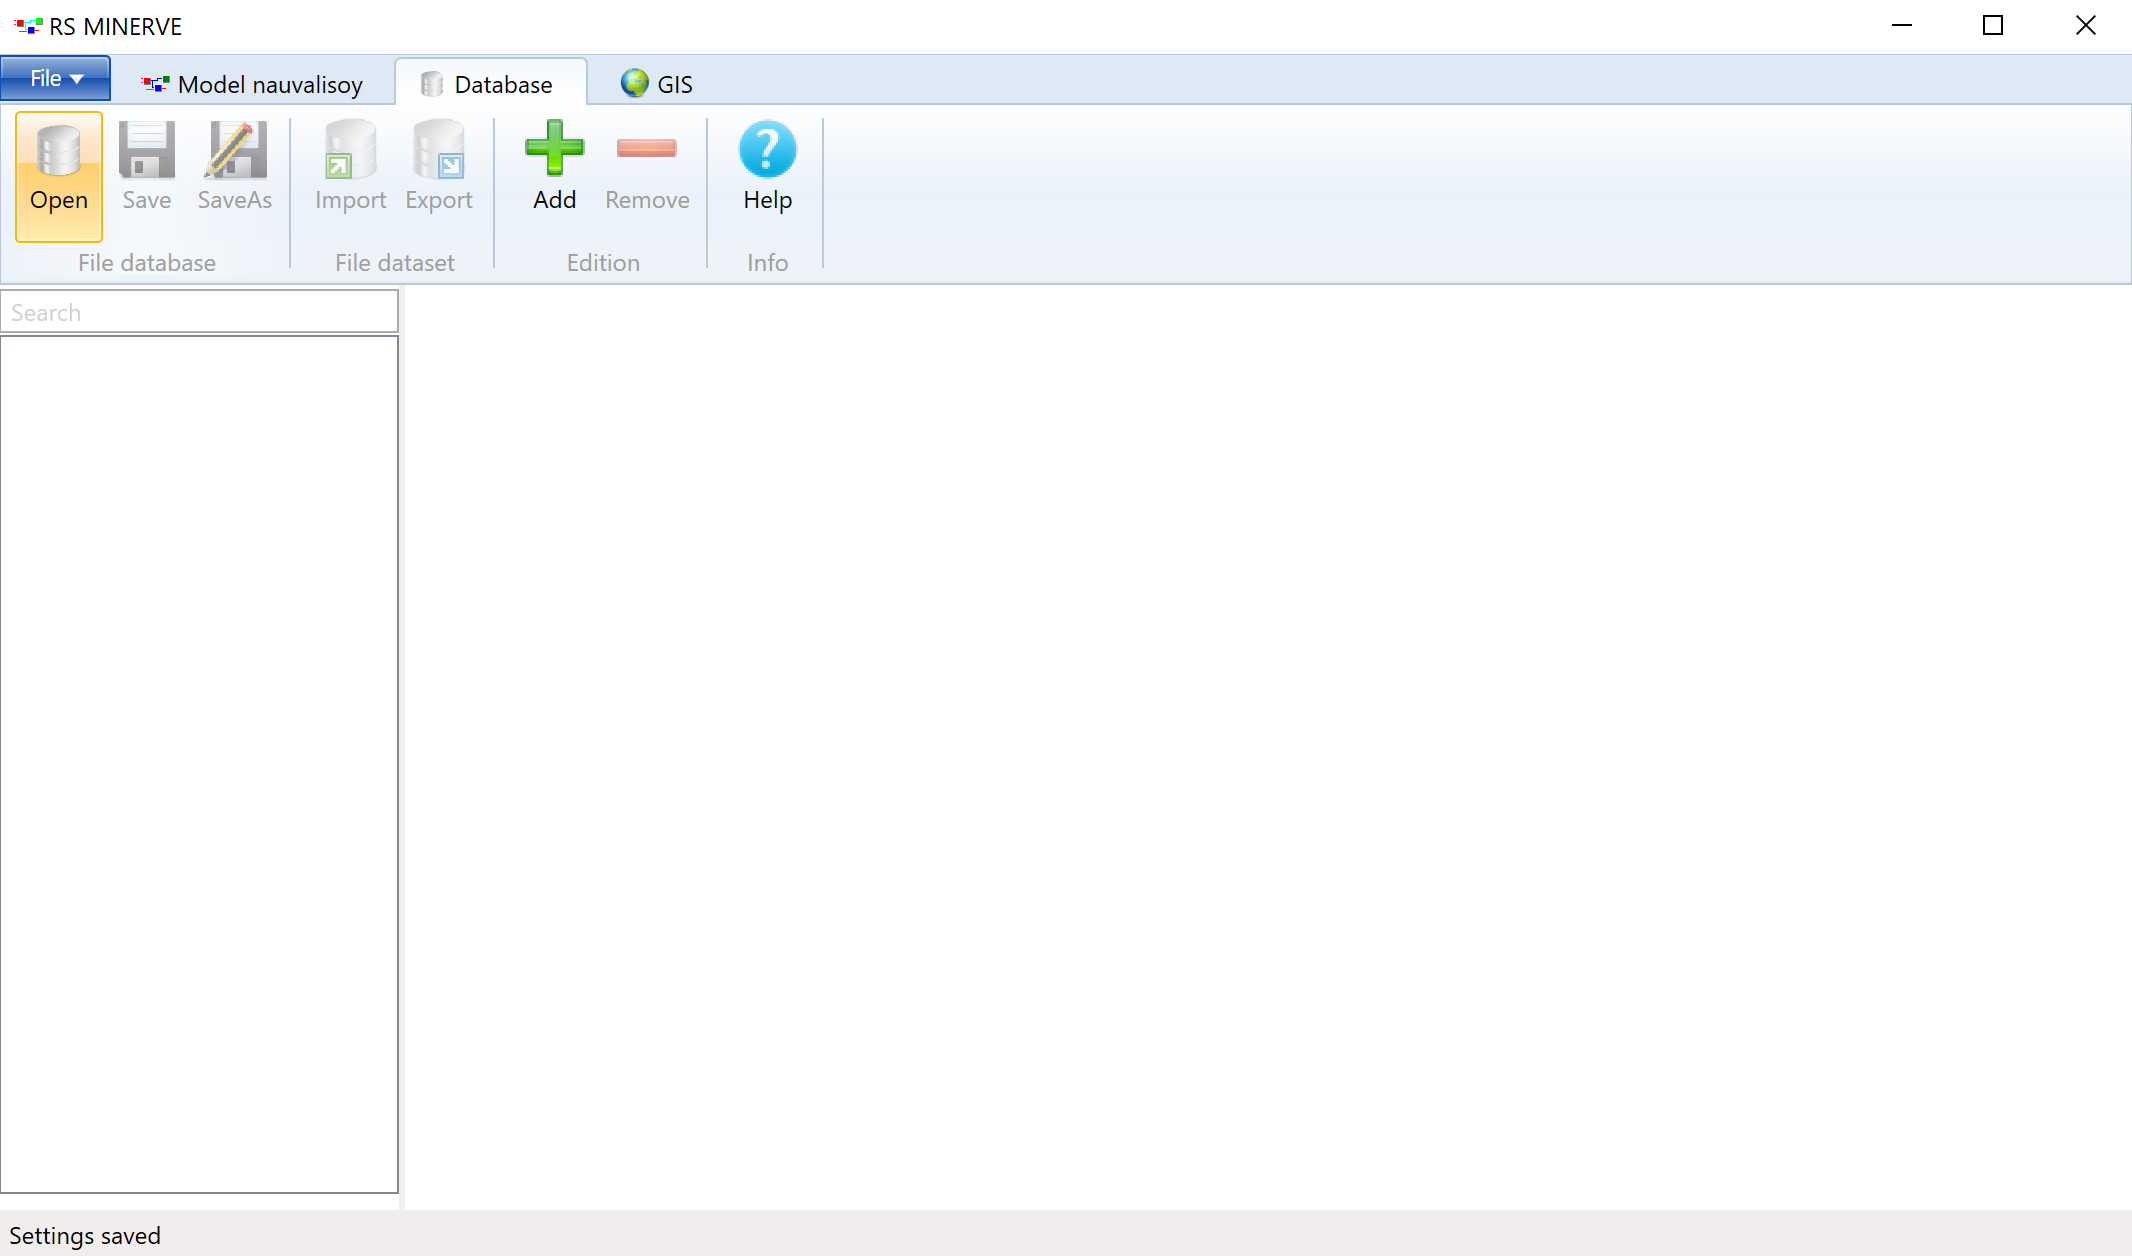 RS MINERVE
File
Model nauvalisoy
Database
GIS
Open
Save
SaveAs
Import
Export
Add
Remove
Help
File database
File dataset
Edition
Info
Search
Settings saved